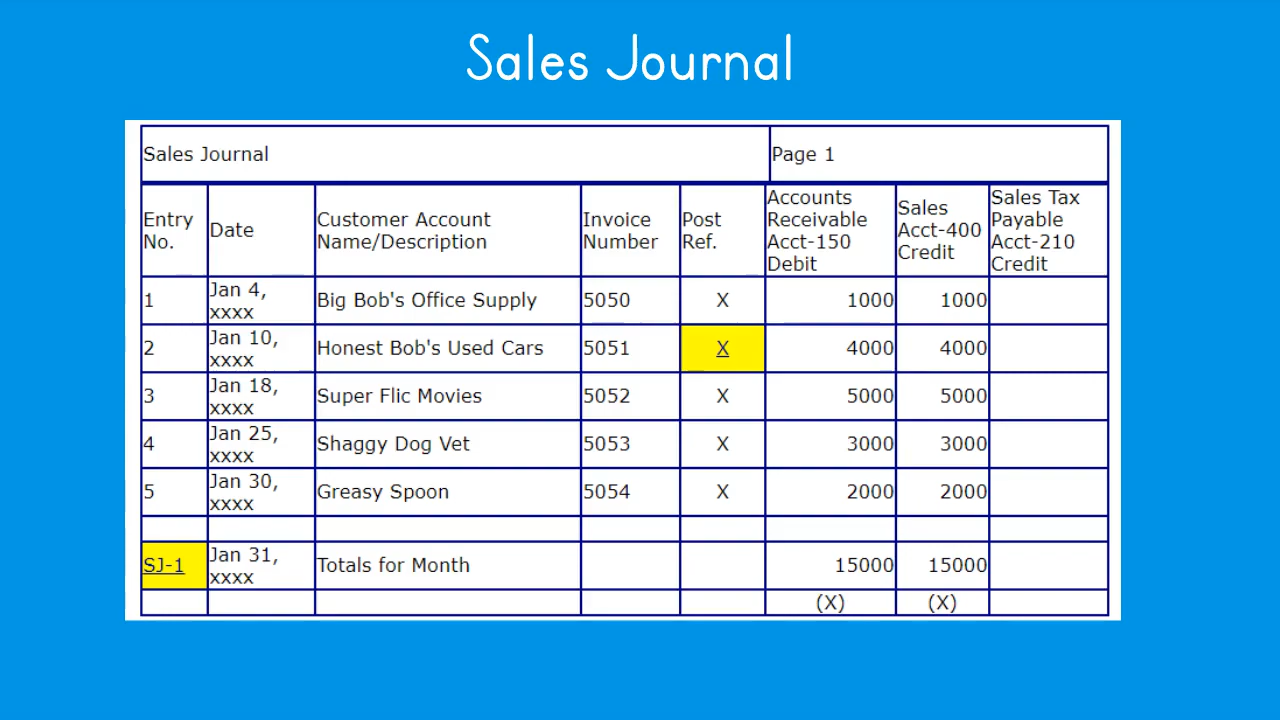 Sales Journal
Sales Journal Page 1
Entry No. Date Customer Account Name/Description Invoice Number Post Ref. Accounts Receivable Acct-150 Debit Sales Acct-400 Credit Sales Tax Payable Acct-210 Credit
1 Jan 4, xxxx Big Bob's Office Supply 5050 X 1000 1000
2 Jan 10, xxxx Honest Bob's Used Cars 5051 X 4000 4000
3 Jan 18, xxxx Super Flic Movies 5052 X 5000 5000
4 Jan 25, xxxx Shaggy Dog Vet 5053 X 3000 3000
5 Jan 30, xxxx Greasy Spoon 5054 X 2000 2000
SJ-1 Jan 31, xxxx Totals for Month 15000 15000
(X) (X)